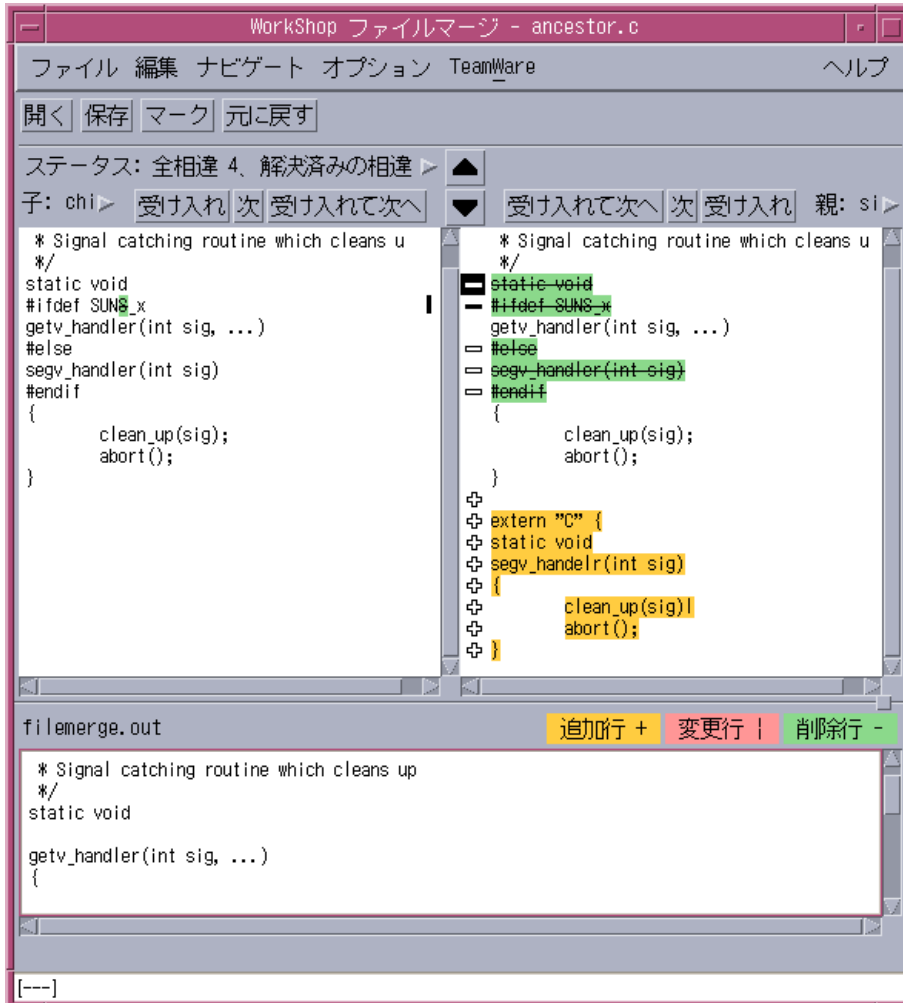 WorkShop ファイルマージ - ancestor.c
ファイル 編集 ナビゲート オプション TeamWare ヘルプ
開く 保存 マーク 元に戻す
ステータス: 全相違 4、解決済みの相違
子: chi 受け入れ 次 受け入れて次へ 受け入れて次へ 次 受け入れ 親: si
* Signal catching routine which cleans u
*/
static void
#ifdef SUN8_x
getv_handler(int sig, ...)
#else
segv_handler(int sig)
#endif
{
clean_up(sig);
abort();
}
* Signal catching routine which cleans u
*/
static void
#ifdef SUNS_x
getv_handler(int sig, ...)
#else
segv_handler(int sig)
#endif
{
clean_up(sig);
abort();
}
extern "C" {
static void
segv_handelr(int sig)
{
clean_up(sig)|
abort();
}
filemerge.out 追加行 + 変更行 | 削除行 -
* Signal catching routine which cleans up
*/
static void
getv_handler(int sig, ...)
{
[---]